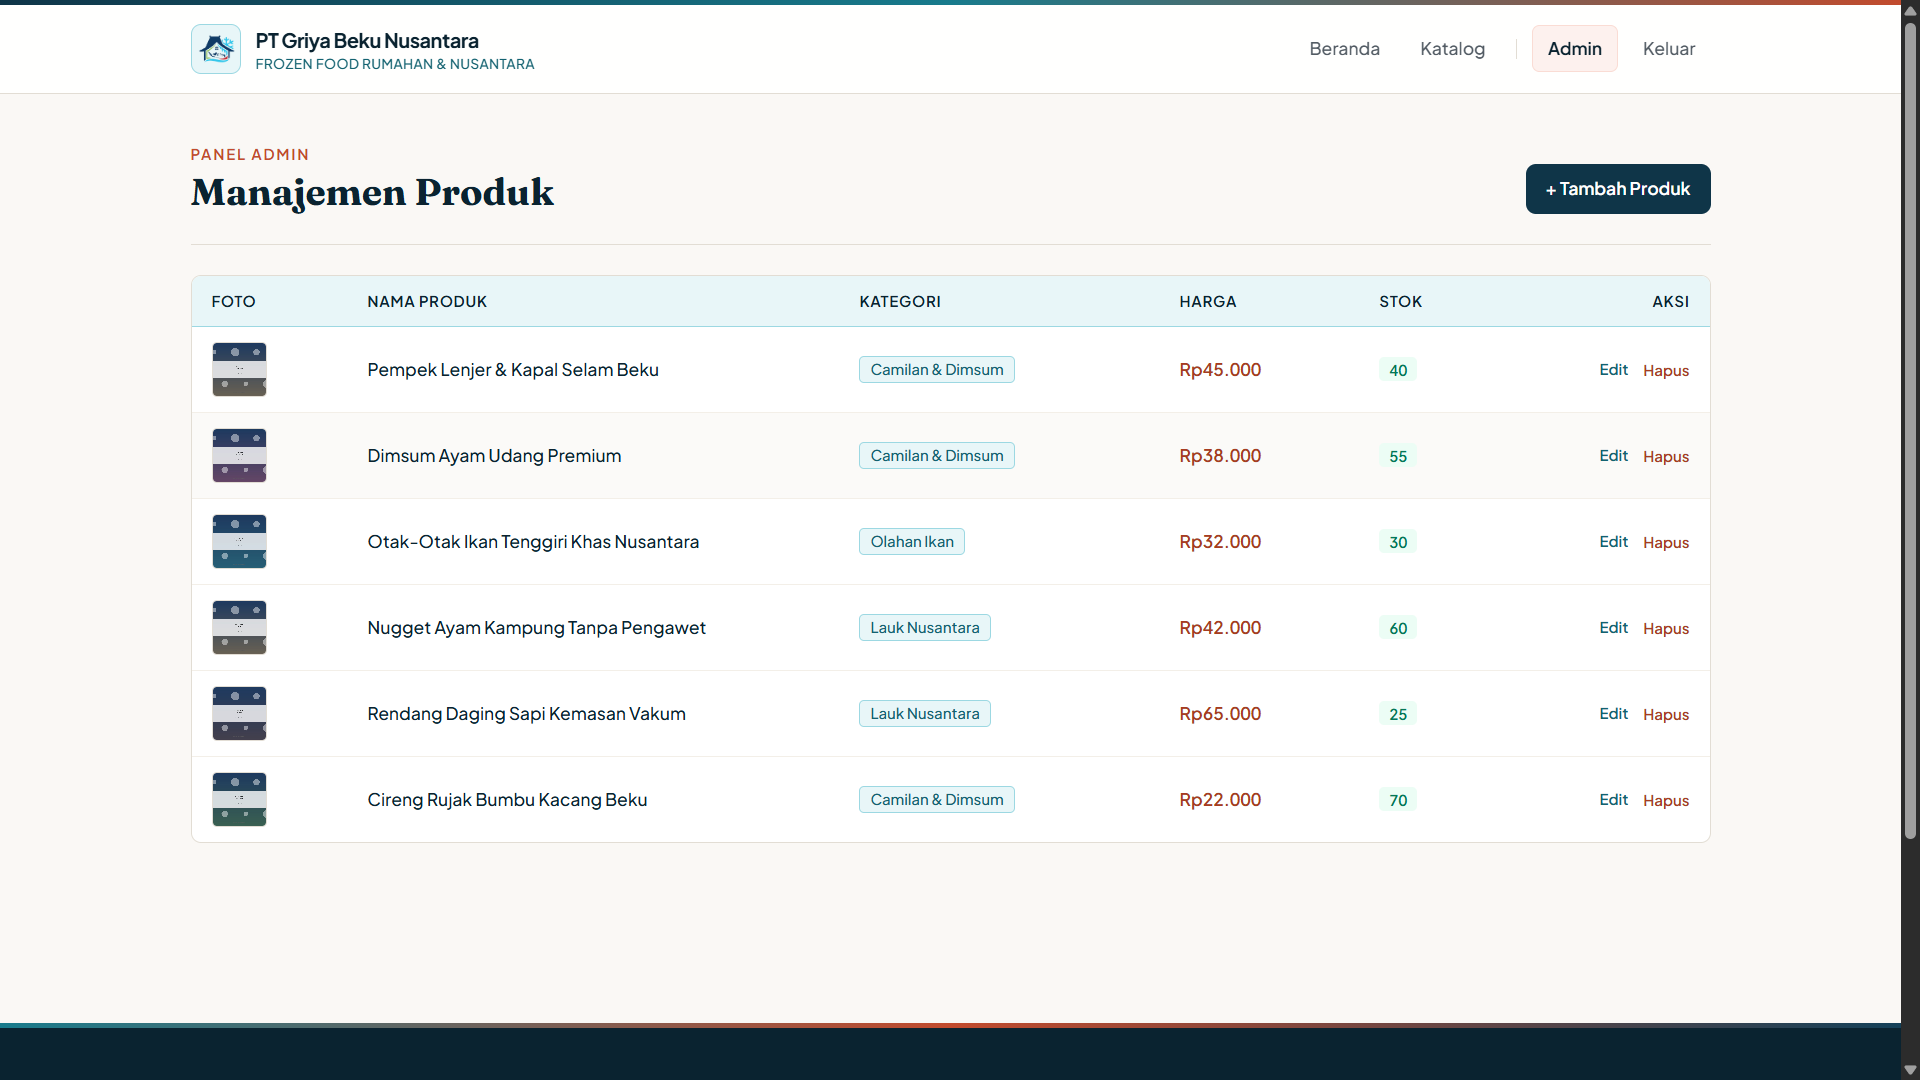 PT Griya Beku Nusantara
FROZEN FOOD RUMAHAN & NUSANTARA
Beranda
Katalog
Admin
Keluar
PANEL ADMIN
Manajemen Produk
+ Tambah Produk
FOTO NAMA PRODUK KATEGORI HARGA STOK AKSI
Pempek Lenjer & Kapal Selam Beku Camilan & Dimsum Rp45.000 40 Edit Hapus
Dimsum Ayam Udang Premium Camilan & Dimsum Rp38.000 55 Edit Hapus
Otak-Otak Ikan Tenggiri Khas Nusantara Olahan Ikan Rp32.000 30 Edit Hapus
Nugget Ayam Kampung Tanpa Pengawet Lauk Nusantara Rp42.000 60 Edit Hapus
Rendang Daging Sapi Kemasan Vakum Lauk Nusantara Rp65.000 25 Edit Hapus
Cireng Rujak Bumbu Kacang Beku Camilan & Dimsum Rp22.000 70 Edit Hapus